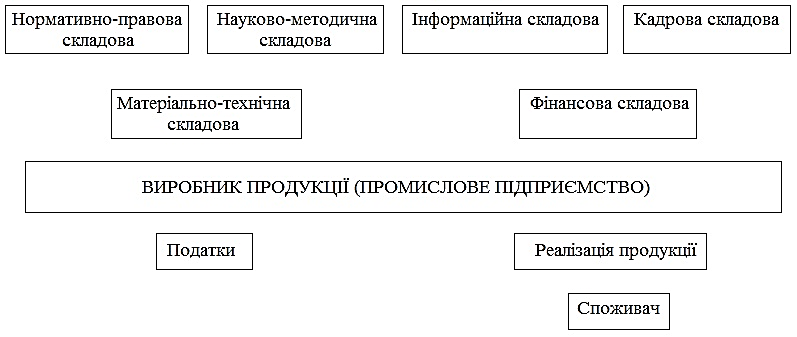 Нормативно-правова
складова
Науково-методична
складова
Інформаційна складова
Кадрова складова
Матеріально-технічна
складова
Фінансова складова
ВИРОБНИК ПРОДУКЦІЇ (ПРОМИСЛОВЕ ПІДПРИЄМСТВО)
Податки
Реалізація продукції
Споживач